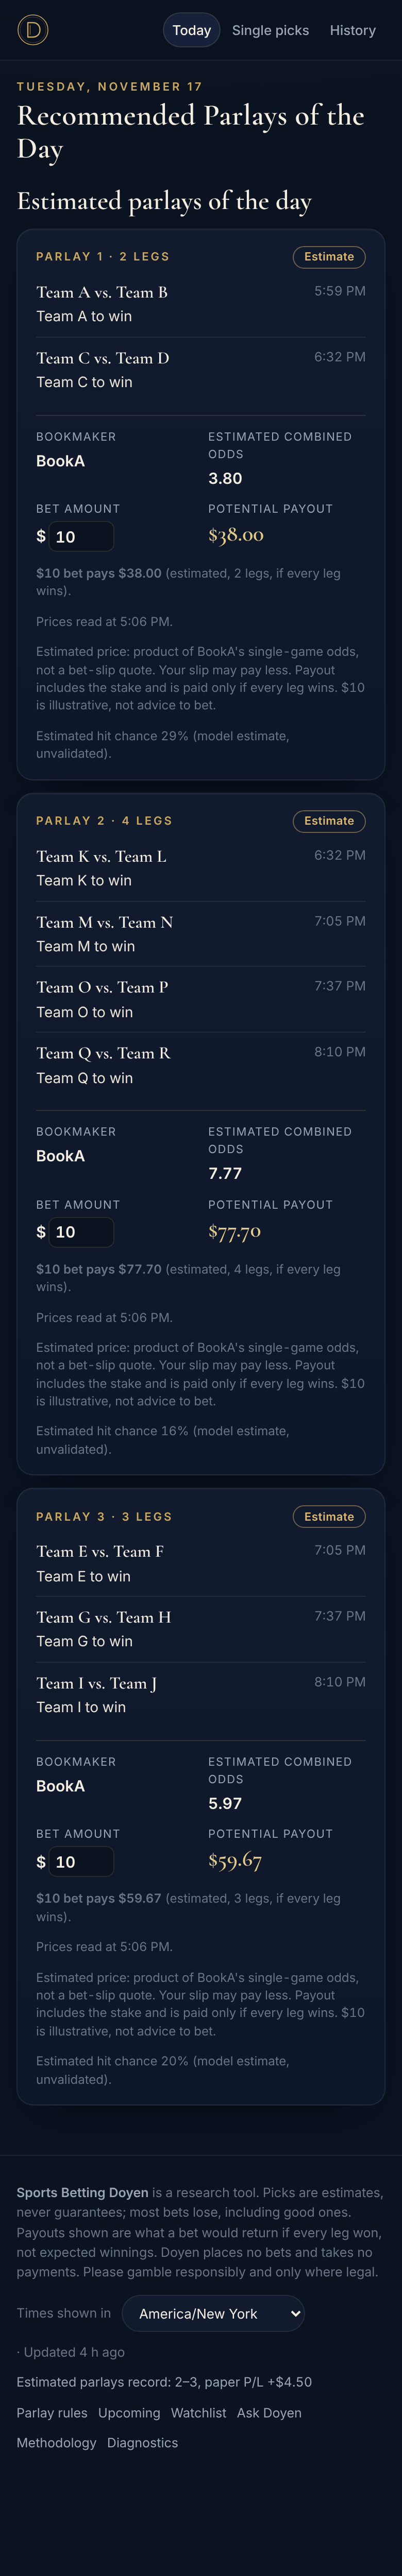 D
Today Single picks History
TUESDAY, NOVEMBER 17
Recommended Parlays of the
Day
Estimated parlays of the day
PARLAY 1 · 2 LEGS Estimate
Team A vs. Team B 5:59 PM
Team A to win
Team C vs. Team D 6:32 PM
Team C to win
BOOKMAKER ESTIMATED COMBINED
ODDS
BookA 3.80
BET AMOUNT POTENTIAL PAYOUT
$ 10 $38.00
$10 bet pays $38.00 (estimated, 2 legs, if every leg
wins).
Prices read at 5:06 PM.
Estimated price: product of BookA's single-game odds,
not a bet-slip quote. Your slip may pay less. Payout
includes the stake and is paid only if every leg wins. $10
is illustrative, not advice to bet.
Estimated hit chance 29% (model estimate,
unvalidated).
PARLAY 2 · 4 LEGS Estimate
Team K vs. Team L 6:32 PM
Team K to win
Team M vs. Team N 7:05 PM
Team M to win
Team O vs. Team P 7:37 PM
Team O to win
Team Q vs. Team R 8:10 PM
Team Q to win
BOOKMAKER ESTIMATED COMBINED
ODDS
BookA 7.77
BET AMOUNT POTENTIAL PAYOUT
$ 10 $77.70
$10 bet pays $77.70 (estimated, 4 legs, if every leg
wins).
Prices read at 5:06 PM.
Estimated price: product of BookA's single-game odds,
not a bet-slip quote. Your slip may pay less. Payout
includes the stake and is paid only if every leg wins. $10
is illustrative, not advice to bet.
Estimated hit chance 16% (model estimate,
unvalidated).
PARLAY 3 · 3 LEGS Estimate
Team E vs. Team F 7:05 PM
Team E to win
Team G vs. Team H 7:37 PM
Team G to win
Team I vs. Team J 8:10 PM
Team I to win
BOOKMAKER ESTIMATED COMBINED
ODDS
BookA 5.97
BET AMOUNT POTENTIAL PAYOUT
$ 10 $59.67
$10 bet pays $59.67 (estimated, 3 legs, if every leg
wins).
Prices read at 5:06 PM.
Estimated price: product of BookA's single-game odds,
not a bet-slip quote. Your slip may pay less. Payout
includes the stake and is paid only if every leg wins. $10
is illustrative, not advice to bet.
Estimated hit chance 20% (model estimate,
unvalidated).
Sports Betting Doyen is a research tool. Picks are estimates,
never guarantees; most bets lose, including good ones.
Payouts shown are what a bet would return if every leg won,
not expected winnings. Doyen places no bets and takes no
payments. Please gamble responsibly and only where legal.
Times shown in America/New York
· Updated 4 h ago
Estimated parlays record: 2–3, paper P/L +$4.50
Parlay rules Upcoming Watchlist Ask Doyen
Methodology Diagnostics